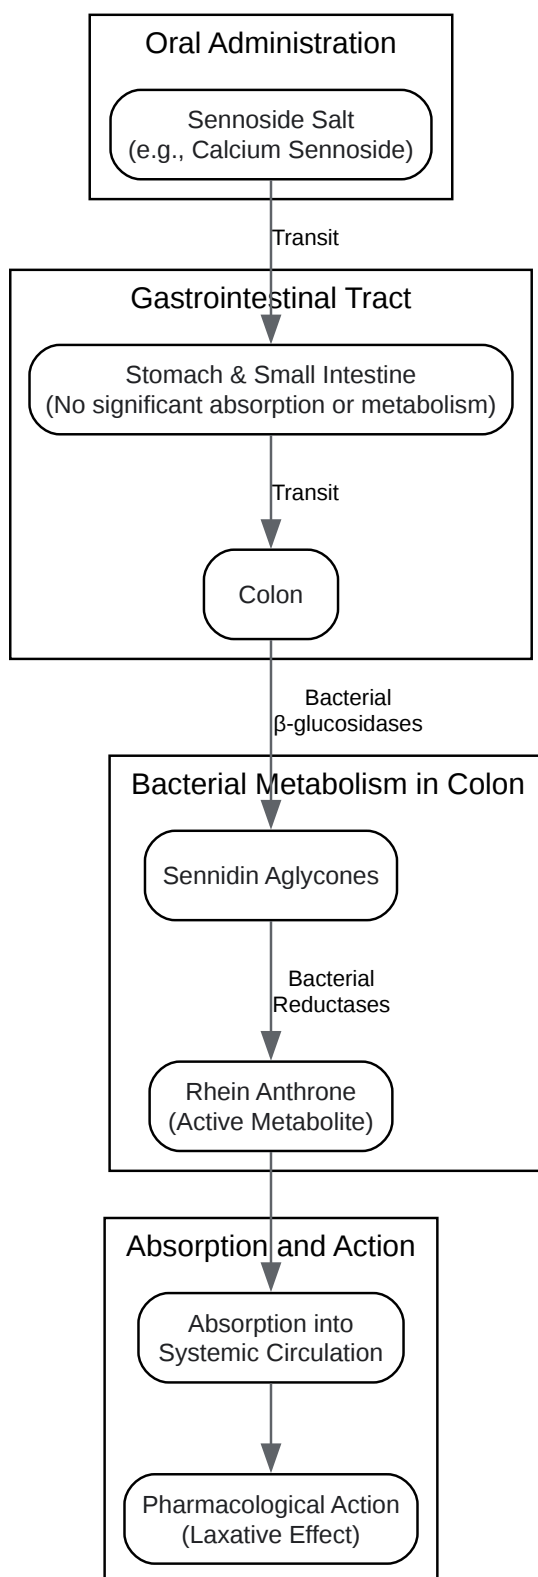 Oral Administration
Sennoside Salt
(e.g., Calcium Sennoside)
Transit
Gastrointestinal Tract
Stomach & Small Intestine
(No significant absorption or metabolism)
Transit
Colon
Bacterial
β-glucosidases
Bacterial Metabolism in Colon
Sennidin Aglycones
Bacterial
Reductases
Rhein Anthrone
(Active Metabolite)
Absorption and Action
Absorption into
Systemic Circulation
Pharmacological Action
(Laxative Effect)